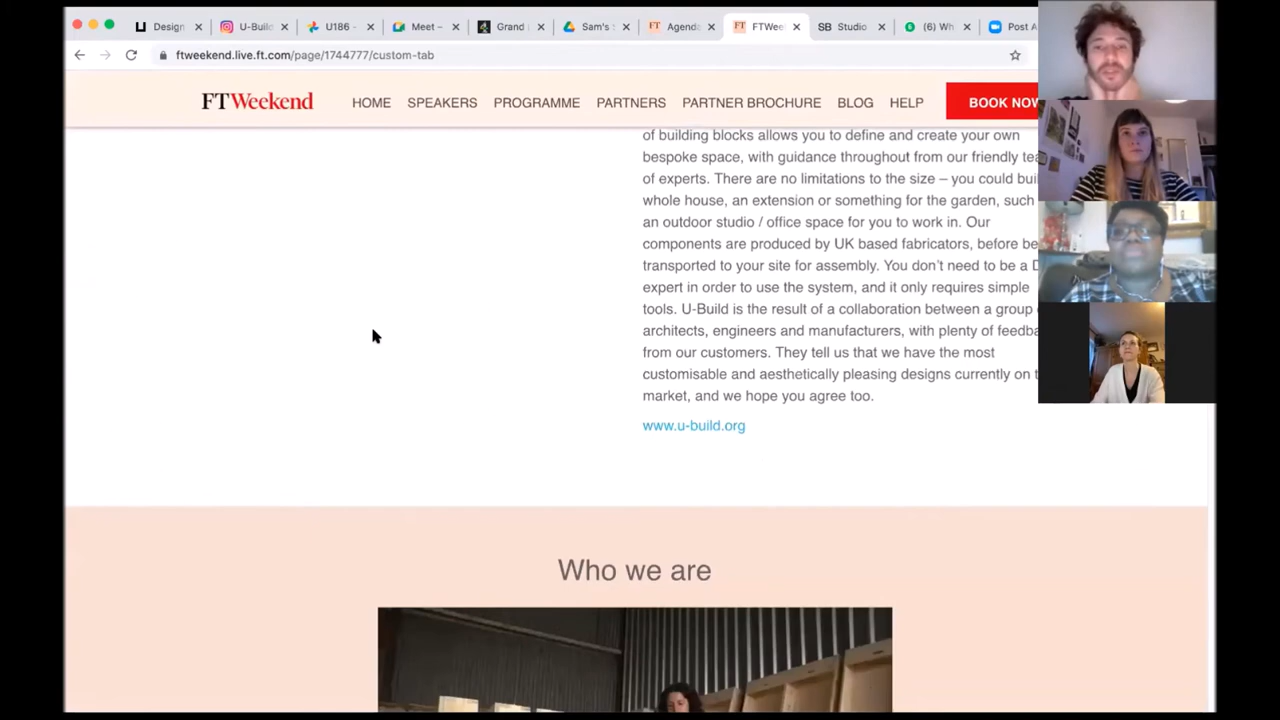 Design
U-Buil
U186 -
Meet –
Grand
Sam's
Agenda
FTWee
Studio
(6) Wh
Post A
ftweekend.live.ft.com/page/1744777/custom-tab
FTWeekend
HOME
SPEAKERS
PROGRAMME
PARTNERS
PARTNER BROCHURE
BLOG
HELP
BOOK NOW
of building blocks allows you to define and create your own
bespoke space, with guidance throughout from our friendly tea
of experts. There are no limitations to the size – you could buil
whole house, an extension or something for the garden, such
an outdoor studio / office space for you to work in. Our
components are produced by UK based fabricators, before be
transported to your site for assembly. You don't need to be a D
expert in order to use the system, and it only requires simple
tools. U-Build is the result of a collaboration between a group
architects, engineers and manufacturers, with plenty of feedba
from our customers. They tell us that we have the most
customisable and aesthetically pleasing designs currently on t
market, and we hope you agree too.
www.u-build.org
Who we are